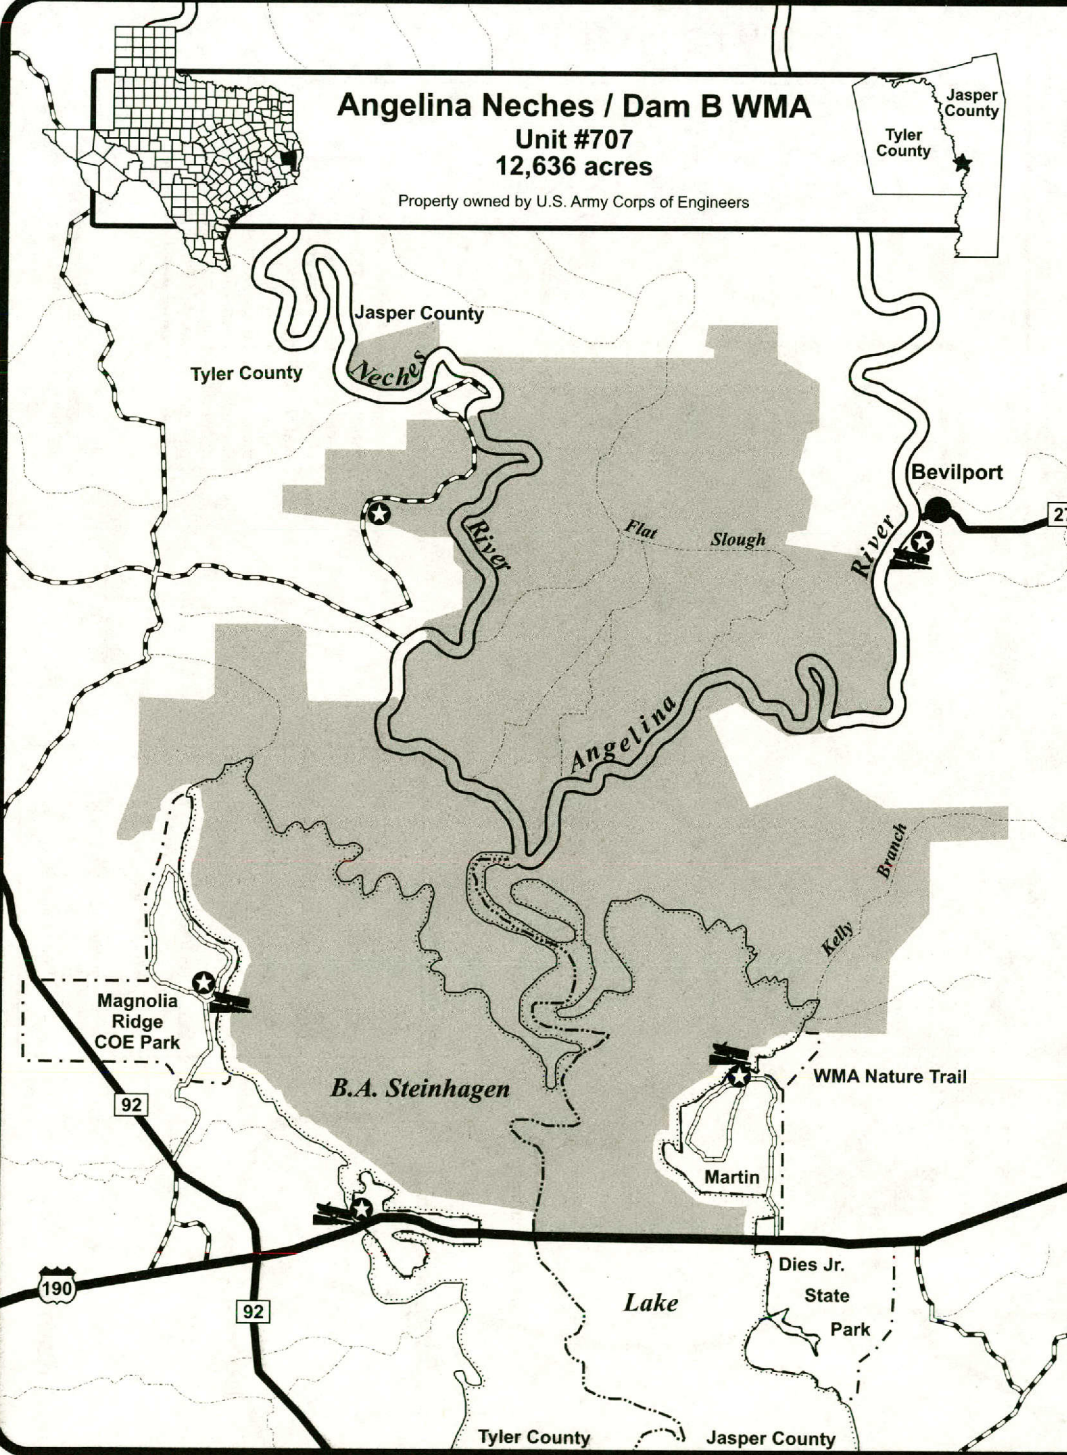 Angelina Neches / Dam B WMA
Unit #707
12,636 acres
Property owned by U.S. Army Corps of Engineers
Jasper
County
Tyler
County
Jasper County
Tyler County
Neches
River
Bevilport
Flat
Slough
River
Angelina
Branch
Kelly
Magnolia
Ridge
COE Park
B.A. Steinhagen
WMA Nature Trail
92
Martin
190
92
Dies Jr.
State
Park
Lake
Tyler County
Jasper County